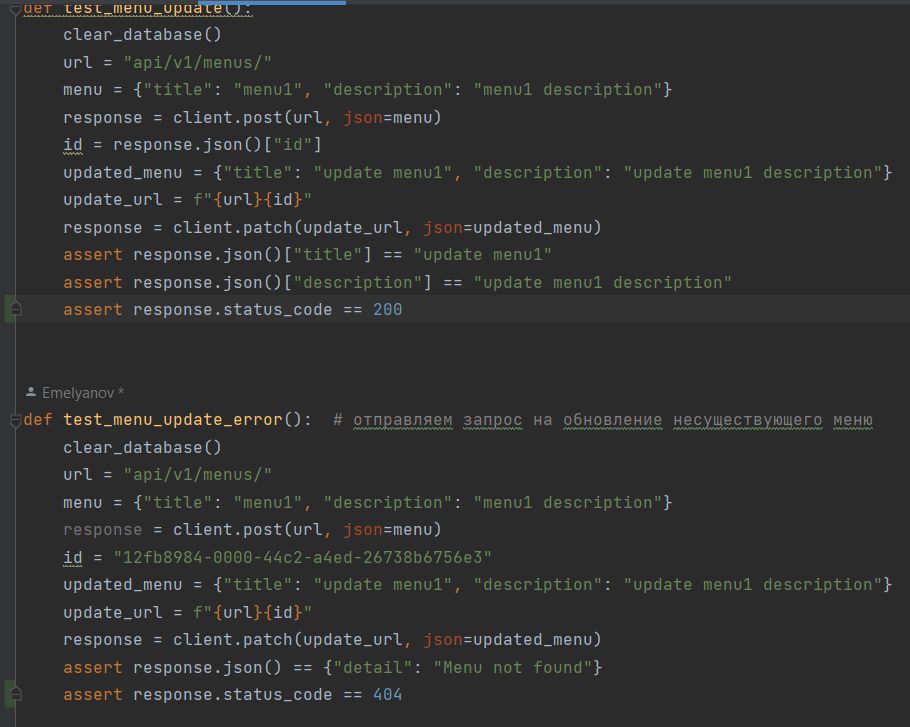 def test_menu_update():
    clear_database()
    url = "api/v1/menus/"
    menu = {"title": "menu1", "description": "menu1 description"}
    response = client.post(url, json=menu)
    id = response.json()["id"]
    updated_menu = {"title": "update menu1", "description": "update menu1 description"}
    update_url = f"{url}{id}"
    response = client.patch(update_url, json=updated_menu)
    assert response.json()["title"] == "update menu1"
    assert response.json()["description"] == "update menu1 description"
    assert response.status_code == 200
Emelyanov *
def test_menu_update_error():  # отправляем запрос на обновление несуществующего меню
    clear_database()
    url = "api/v1/menus/"
    menu = {"title": "menu1", "description": "menu1 description"}
    response = client.post(url, json=menu)
    id = "12fb8984-0000-44c2-a4ed-26738b6756e3"
    updated_menu = {"title": "update menu1", "description": "update menu1 description"}
    update_url = f"{url}{id}"
    response = client.patch(update_url, json=updated_menu)
    assert response.json() == {"detail": "Menu not found"}
    assert response.status_code == 404